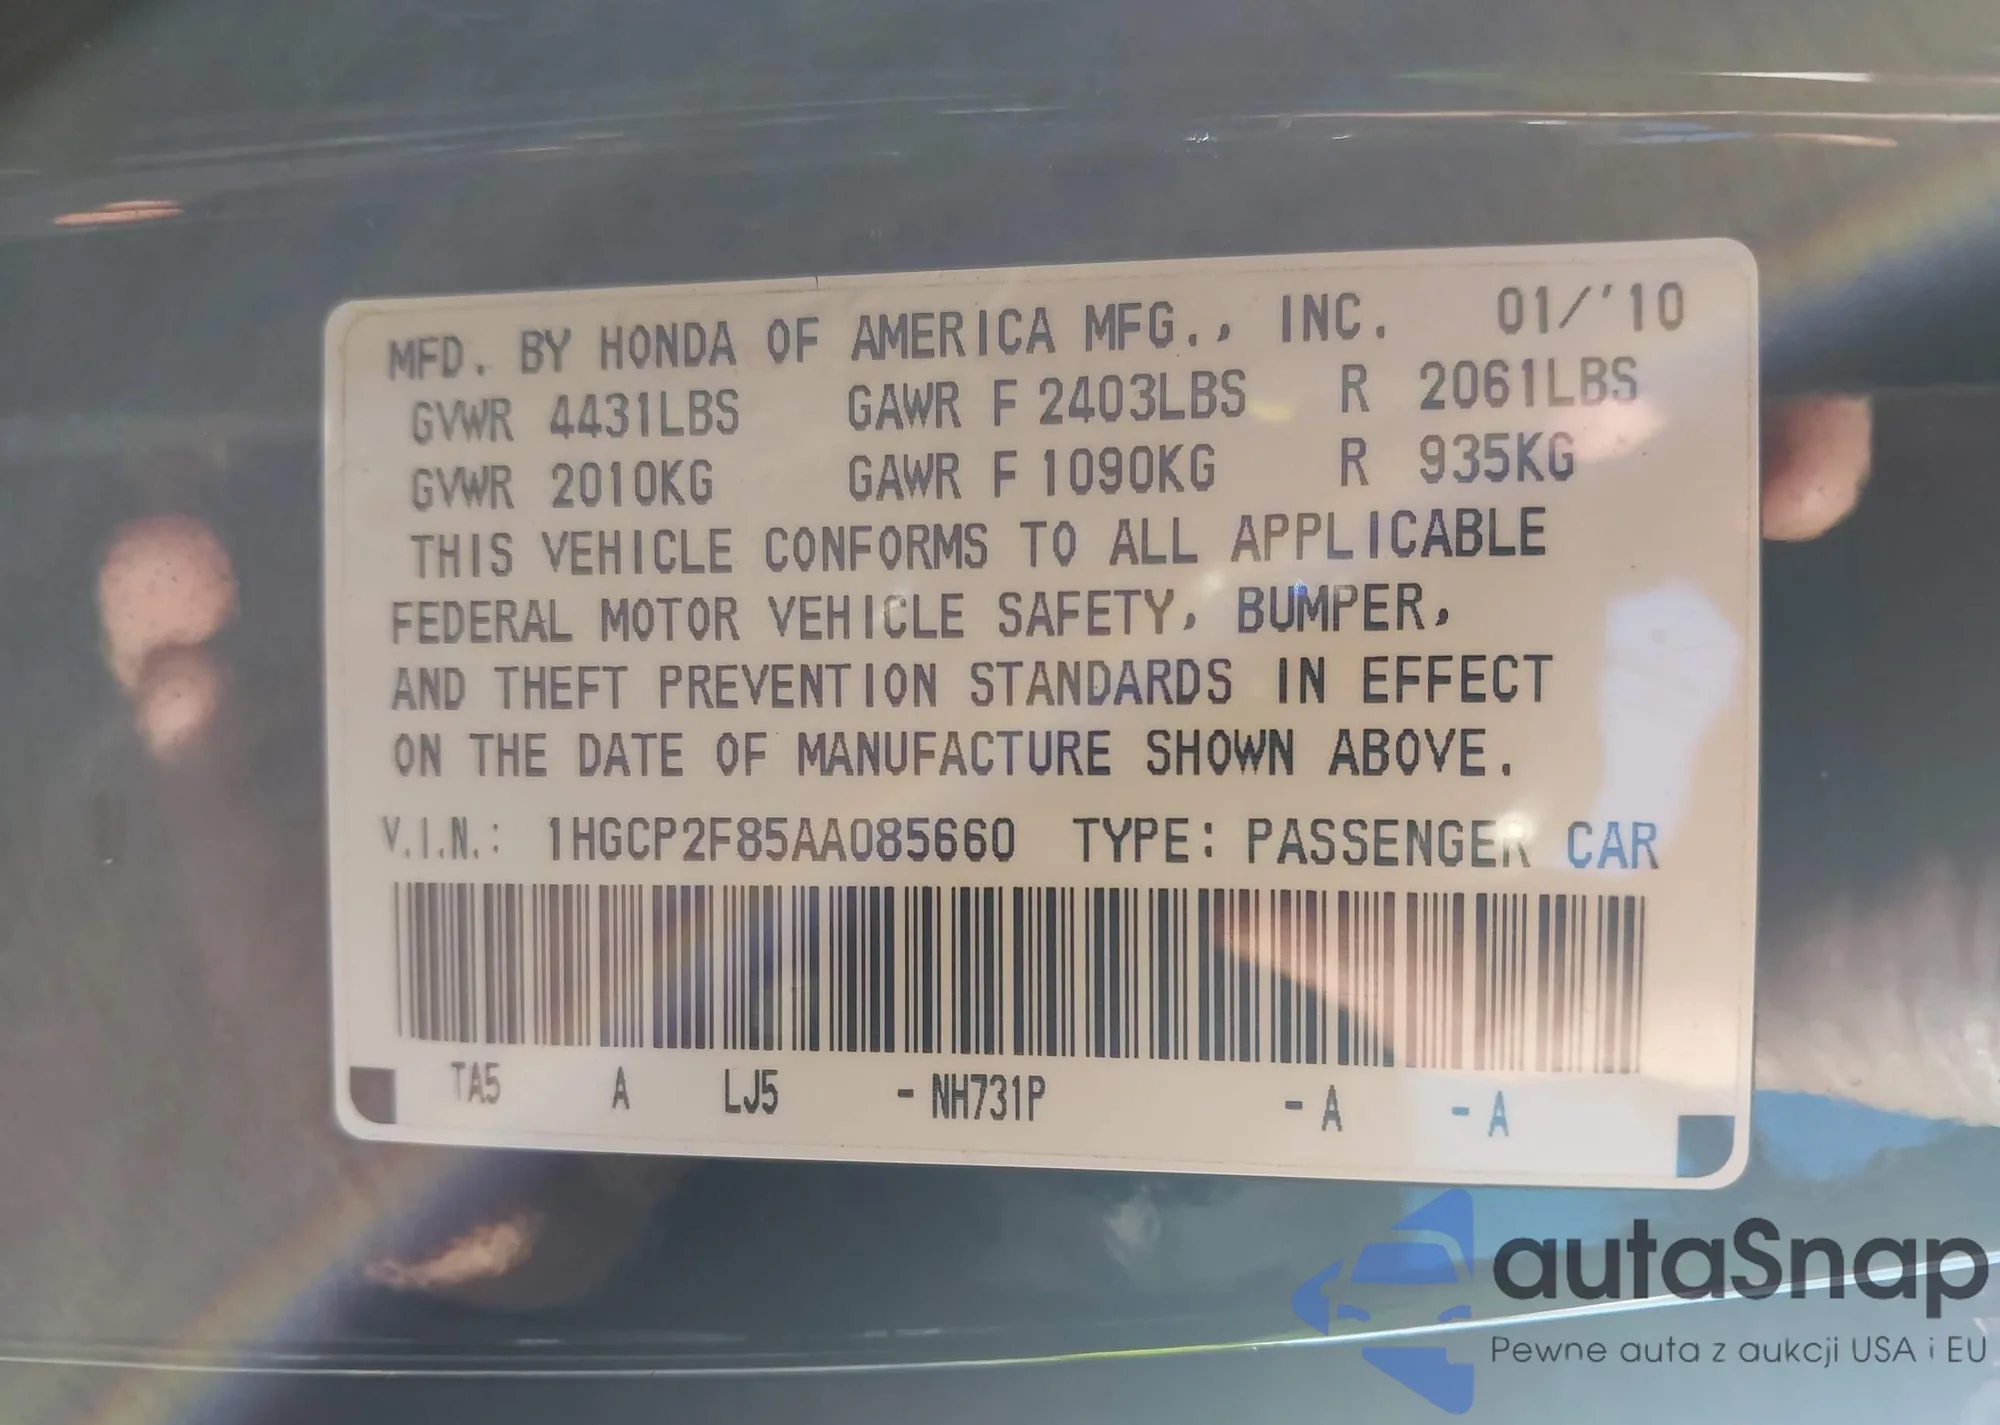 MFD. BY HONDA OF AMERICA MFG., INC. 01/'10
GVWR 4431LBS GAWR F 2403LBS R 2061LBS
GVWR 2010KG GAWR F 1090KG R 935KG
THIS VEHICLE CONFORMS TO ALL APPLICABLE
FEDERAL MOTOR VEHICLE SAFETY, BUMPER,
AND THEFT PREVENTION STANDARDS IN EFFECT
ON THE DATE OF MANUFACTURE SHOWN ABOVE.
V.I.N.: 1HGCP2F85AA085660 TYPE: PASSENGER CAR
TA5 A LJ5 - NH731P - A - A
autaSnap
Pewne auta z aukcji USA i EU